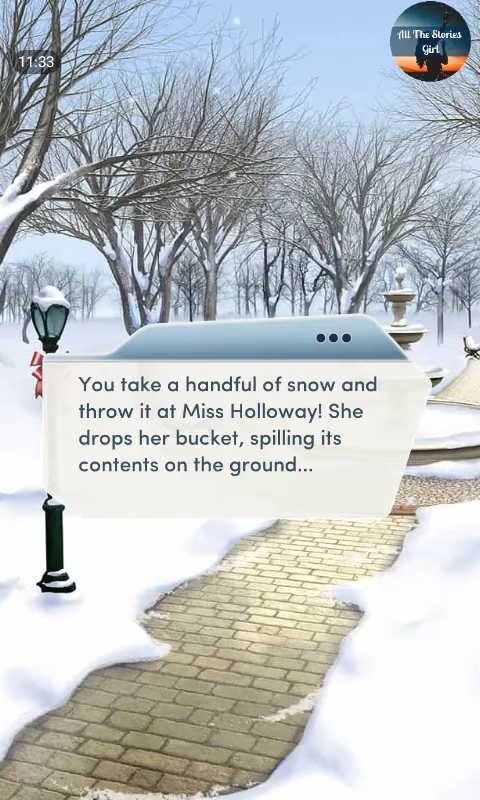 All The Stories
Girl
11:33
You take a handful of snow and
throw it at Miss Holloway! She
drops her bucket, spilling its
contents on the ground...